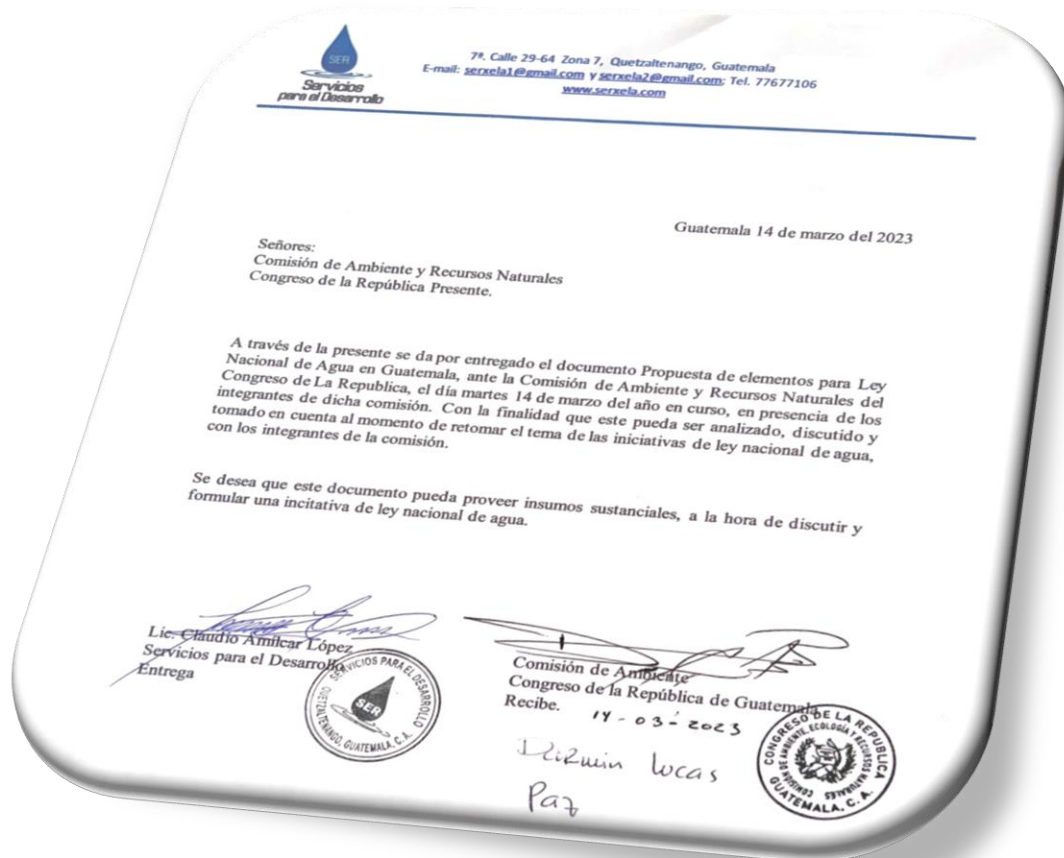 SER
Servicios
para el Desarrollo
7ª. Calle 29-64 Zona 7, Quetzaltenango, Guatemala
E-mail: serxela1@gmail.com y serxela2@gmail.com; Tel. 77677106
www.serxela.com
Guatemala 14 de marzo del 2023
Señores:
Comisión de Ambiente y Recursos Naturales
Congreso de la República Presente.
A través de la presente se da por entregado el documento Propuesta de elementos para Ley
Nacional de Agua en Guatemala, ante la Comisión de Ambiente y Recursos Naturales del
Congreso de La Republica, el día martes 14 de marzo del año en curso, en presencia de los
integrantes de dicha comisión. Con la finalidad que este pueda ser analizado, discutido y
tomado en cuenta al momento de retomar el tema de las iniciativas de ley nacional de agua,
con los integrantes de la comisión.
Se desea que este documento pueda proveer insumos sustanciales, a la hora de discutir y
formular una incitativa de ley nacional de agua.
Lic. Claudio Amilcar López
Servicios para el Desarrollo
Entrega
SERVICIOS PARA EL DESARROLLO
SER
QUETZALTENANGO, GUATEMALA, C. A.
Comisión de Ambiente
Congreso de la República de Guatemala
Recibe.
14-03-2023
Lucas
Paz
CONGRESO DE LA REPUBLICA
COMISIÓN DE AMBIENTE, ECOLOGÍA Y RECURSOS NATURALES
GUATEMALA, C. A.